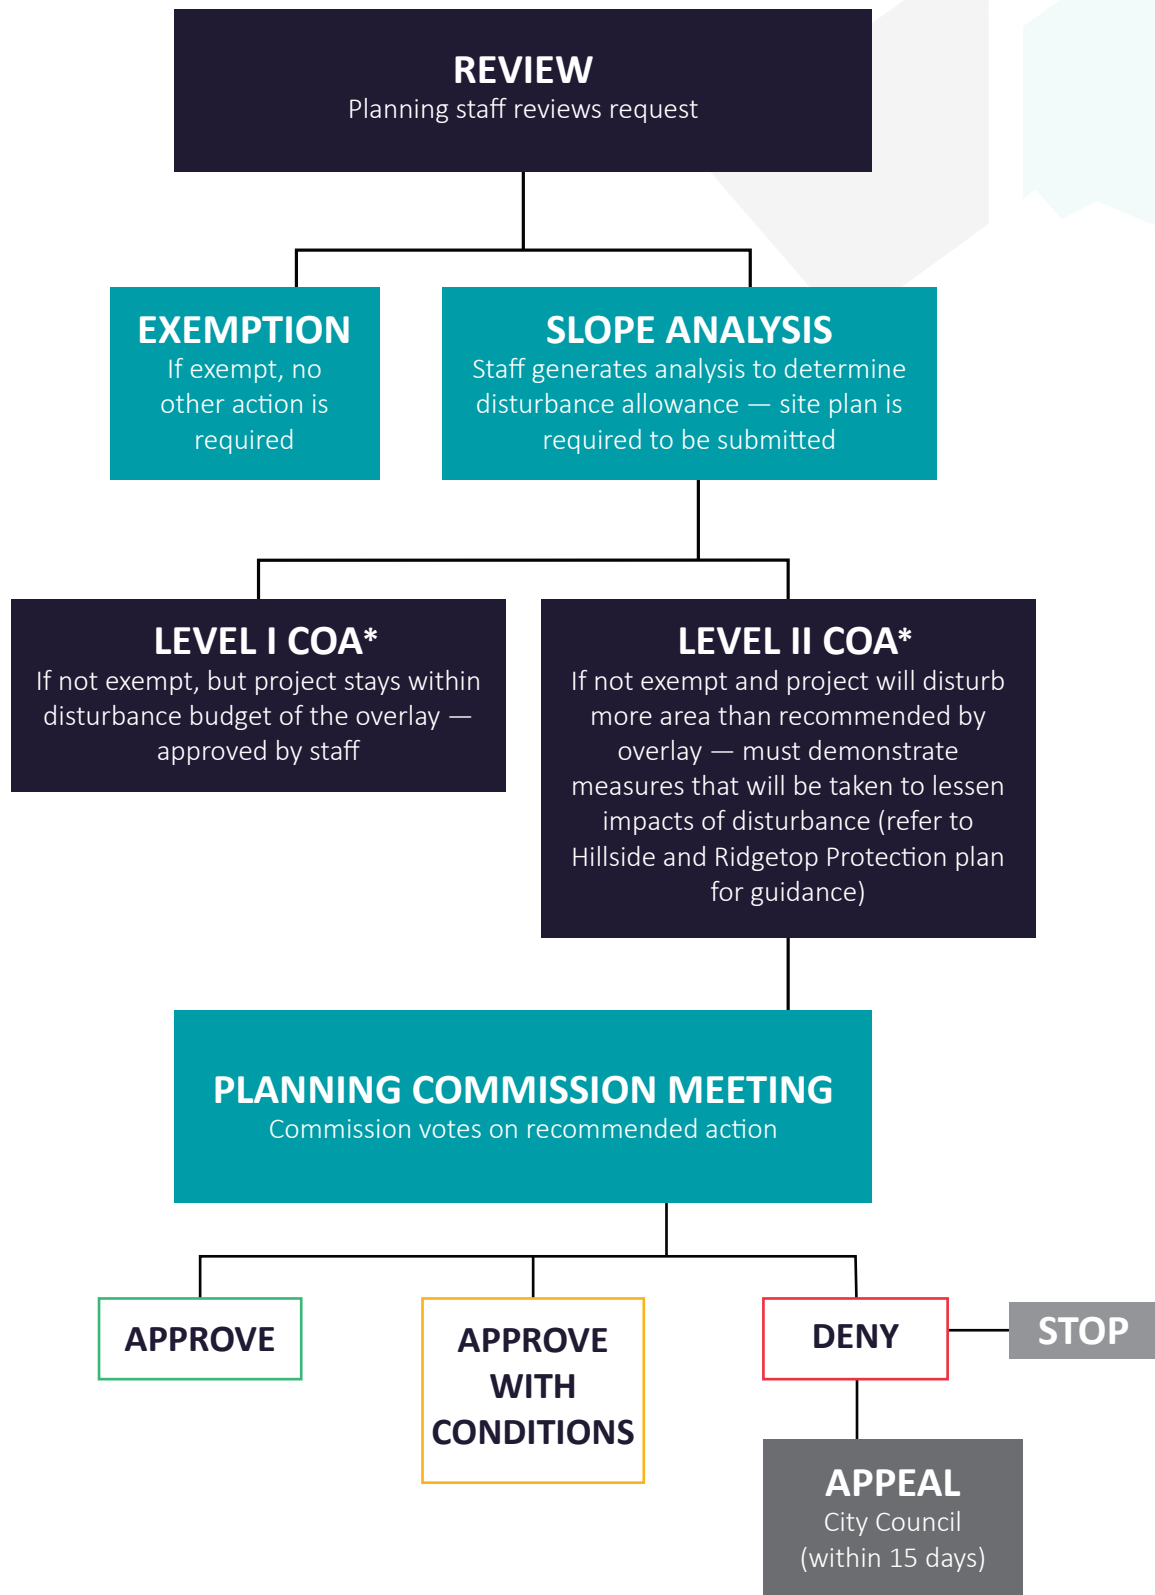 REVIEW
Planning staff reviews request
EXEMPTION
If exempt, no
other action is
required
SLOPE ANALYSIS
Staff generates analysis to determine
disturbance allowance — site plan is
required to be submitted
LEVEL I COA*
If not exempt, but project stays within
disturbance budget of the overlay —
approved by staff
LEVEL II COA*
If not exempt and project will disturb
more area than recommended by
overlay — must demonstrate
measures that will be taken to lessen
impacts of disturbance (refer to
Hillside and Ridgetop Protection plan
for guidance)
PLANNING COMMISSION MEETING
Commission votes on recommended action
APPROVE
APPROVE
WITH
CONDITIONS
DENY
STOP
APPEAL
City Council
(within 15 days)